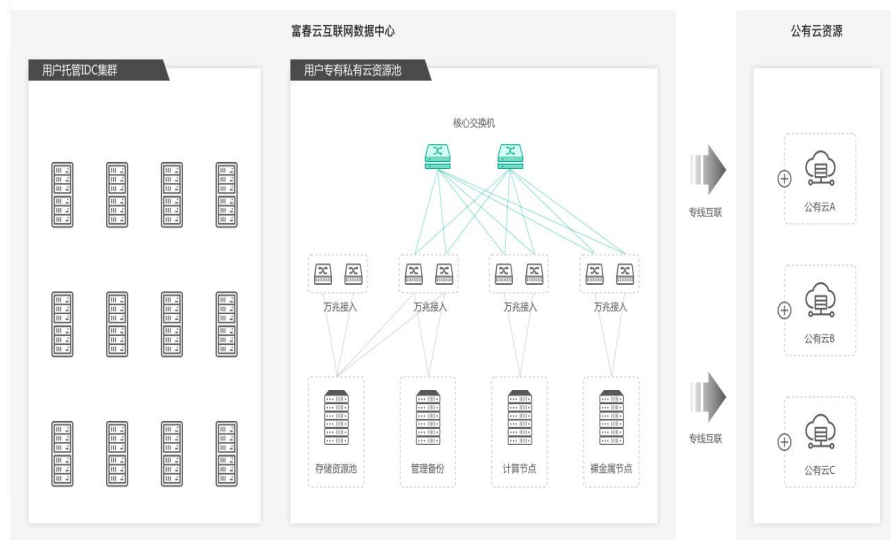 富春云互联网数据中心
公有云资源
用户托管IDC集群
用户专有私有云资源池
核心交换机
万兆接入
万兆接入
万兆接入
万兆接入
存储资源池
管理备份
计算节点
裸金属节点
专线互联
专线互联
公有云A
公有云B
公有云C